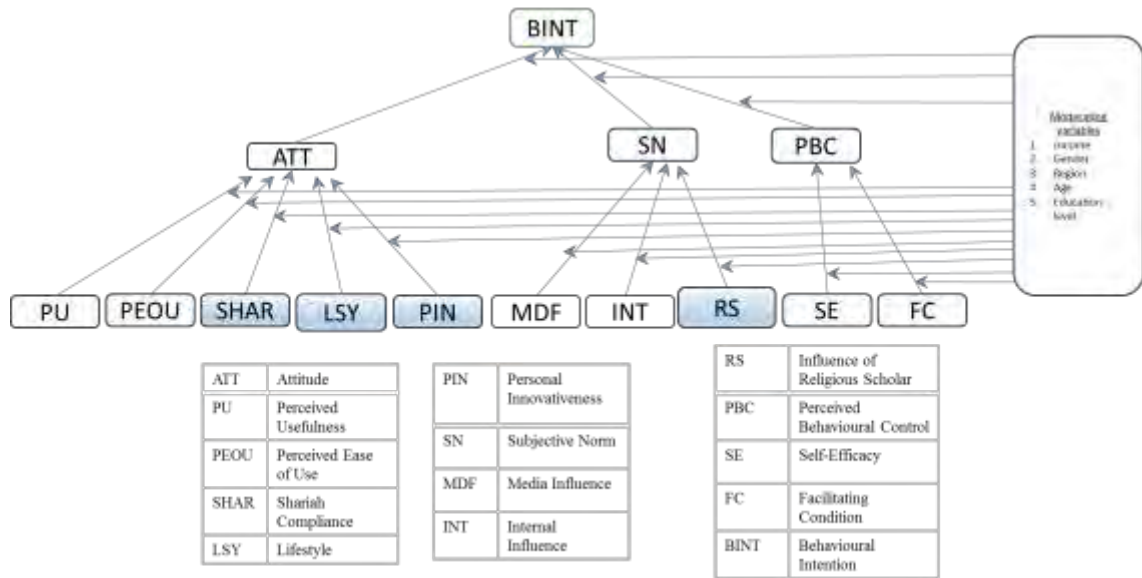 BINT
Moderating
variables
1. Income
2. Gender
3. Region
4. Age
5. Education
level
ATT
SN
PBC
PU
PEOU
SHAR
LSY
PIN
MDF
INT
RS
SE
FC
ATT Attitude
PU Perceived
Usefulness
PEOU Perceived Ease
of Use
SHAR Shariah
Compliance
LSY Lifestyle
PIN Personal
Innovativeness
SN Subjective Norm
MDF Media Influence
INT Internal
Influence
RS Influence of
Religious Scholar
PBC Perceived
Behavioural Control
SE Self-Efficacy
FC Facilitating
Condition
BINT Behavioural
Intention